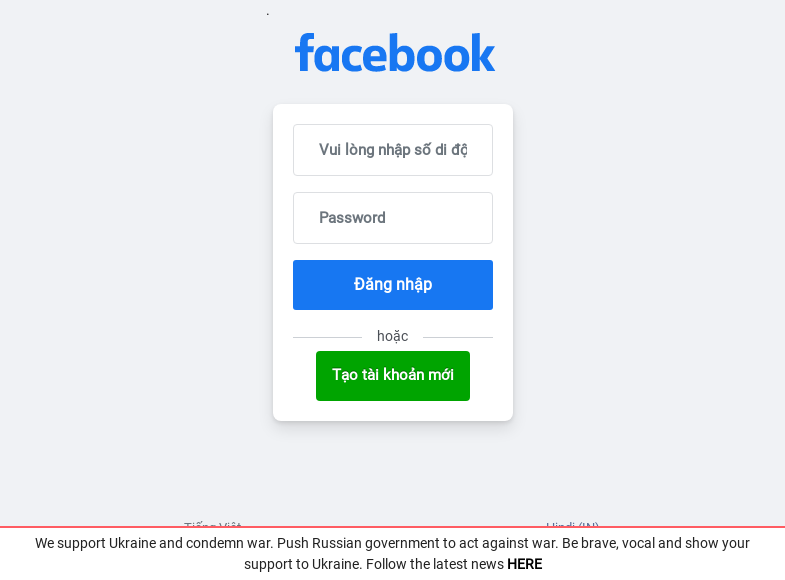 facebook
Vui lòng nhập số di độ
Password
Đăng nhập
hoặc
Tạo tài khoản mới
Tiếng Việt
Hindi (IN)
We support Ukraine and condemn war. Push Russian government to act against war. Be brave, vocal and show your
support to Ukraine. Follow the latest news HERE